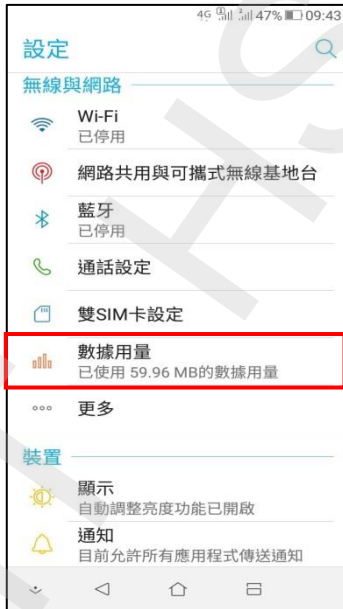 4G 47% 09:43
設定
無線與網路
Wi-Fi
已停用
網路共用與可攜式無線基地台
藍牙
已停用
通話設定
雙SIM卡設定
數據用量
已使用 59.96 MB的數據用量
更多
裝置
顯示
自動調整亮度功能已開啟
通知
目前允許所有應用程式傳送通知